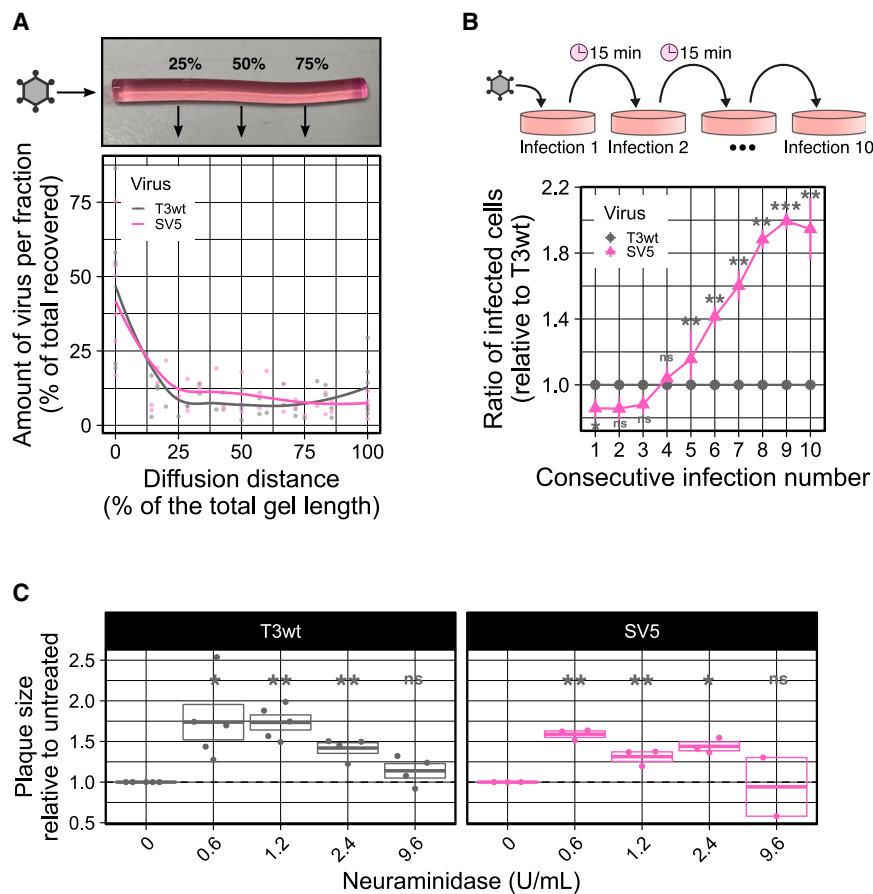 A
25% 50% 75%
Amount of virus per fraction
(% of total recovered)
75
50
25
0
Virus
T3wt
SV5
0 25 50 75 100
Diffusion distance
(% of the total gel length)
B
15 min 15 min
Infection 1 Infection 2 ••• Infection 10
Ratio of infected cells
(relative to T3wt)
2.2
1.8
1.4
1.0
Virus
T3wt
SV5
* ns ns ns ** ** ** ** *** **
1 2 3 4 5 6 7 8 9 10
Consecutive infection number
C
T3wt SV5
Plaque size
relative to untreated
2.5
2.0
1.5
1.0
0.5
* ** ** ns
** ** * ns
0 0.6 1.2 2.4 9.6
0 0.6 1.2 2.4 9.6
Neuraminidase (U/mL)